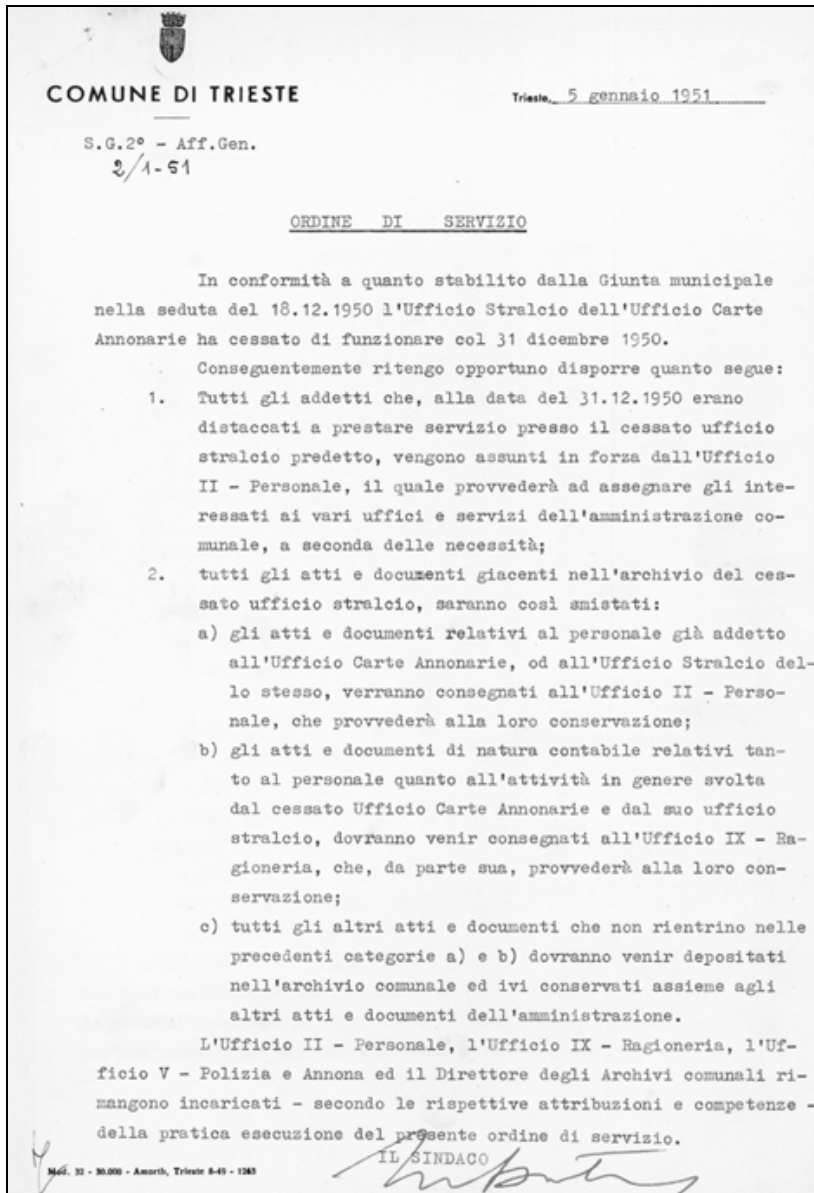 COMUNE DI TRIESTE
Trieste, 5 gennaio 1951
S.G.2° - Aff.Gen.
2/1-51
ORDINE DI SERVIZIO
In conformità a quanto stabilito dalla Giunta municipale
nella seduta del 18.12.1950 l'Ufficio Stralcio dell'Ufficio Carte
Annonarie ha cessato di funzionare col 31 dicembre 1950.
Conseguentemente ritengo opportuno disporre quanto segue:
1. Tutti gli addetti che, alla data del 31.12.1950 erano
distaccati a prestare servizio presso il cessato ufficio
stralcio predetto, vengono assunti in forza dall'Ufficio
II - Personale, il quale provvederà ad assegnare gli inte-
ressati ai vari uffici e servizi dell'amministrazione co-
munale, a seconda delle necessità;
2. tutti gli atti e documenti giacenti nell'archivio del ces-
sato ufficio stralcio, saranno così smistati:
a) gli atti e documenti relativi al personale già addetto
all'Ufficio Carte Annonarie, od all'Ufficio Stralcio del-
lo stesso, verranno consegnati all'Ufficio II - Perso-
nale, che provvederà alla loro conservazione;
b) gli atti e documenti di natura contabile relativi tan-
to al personale quanto all'attività in genere svolta
dal cessato Ufficio Carte Annonarie e dal suo ufficio
stralcio, dovranno venir consegnati all'Ufficio IX - Ra-
gioneria, che, da parte sua, provvederà alla loro con-
servazione;
c) tutti gli altri atti e documenti che non rientrino nelle
precedenti categorie a) e b) dovranno venir depositati
nell'archivio comunale ed ivi conservati assieme agli
altri atti e documenti dell'amministrazione.
L'Ufficio II - Personale, l'Ufficio IX - Ragioneria, l'Uf-
ficio V - Polizia e Annona ed il Direttore degli Archivi comunali ri-
mangono incaricati - secondo le rispettive attribuzioni e competenze -
della pratica esecuzione del presente ordine di servizio.
IL SINDACO
Mod. 32 - 30.000 - Amorth, Trieste 8-49 - 1263